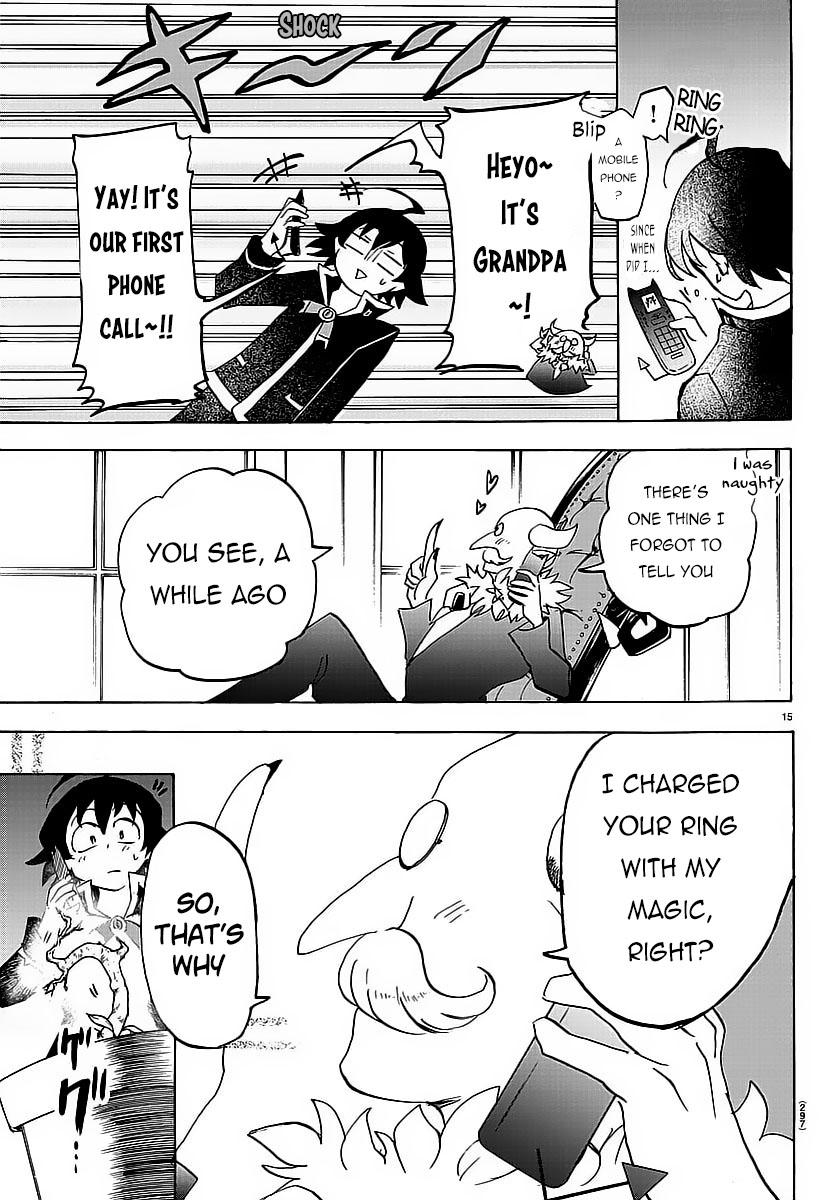 RING
RING
!
A
MOBILE
PHONE
?
SINCE
WHEN
DID I...
Blip
SHOCK
キーン
HEYO~
IT'S
GRANDPA
~!
YAY! IT'S
OUR FIRST
PHONE
CALL~!!
I was
naughty
THERE'S
ONE THING I
FORGOT TO
TELL YOU
YOU SEE, A
WHILE AGO
15
I CHARGED
YOUR RING
WITH MY
MAGIC,
RIGHT?
SO,
THAT'S
WHY
(297)